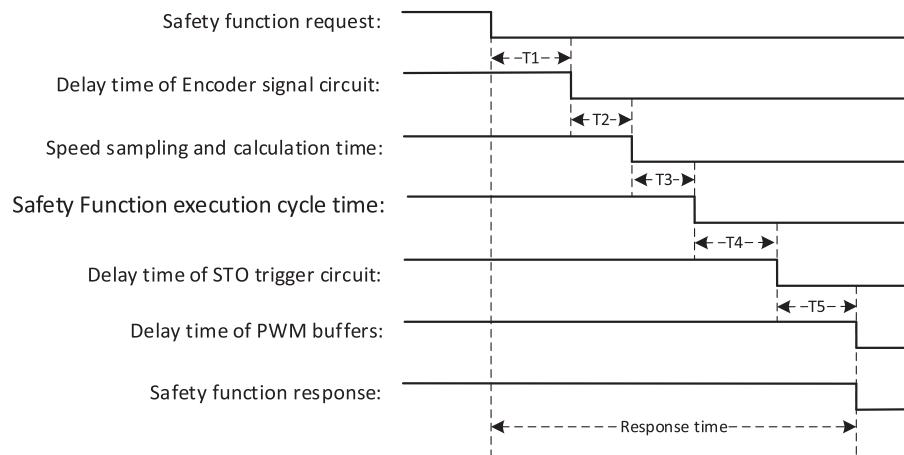 Safety function request:
T1
Delay time of Encoder signal circuit:
T2
Speed sampling and calculation time:
T3
Safety Function execution cycle time:
T4
Delay time of STO trigger circuit:
T5
Delay time of PWM buffers:
Safety function response:
Response time